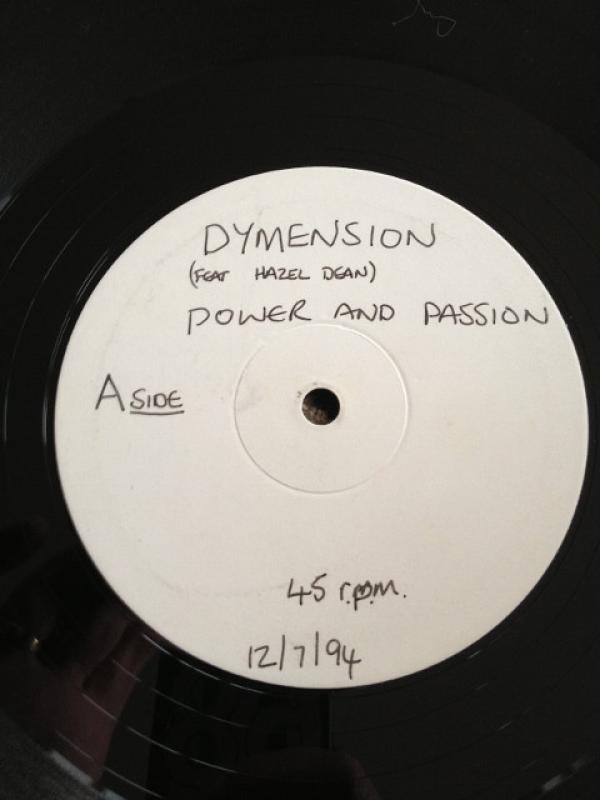 DYMENSION
(FEAT HAZEL DEAN)
POWER AND PASSION
A SIDE
45 r.p.m.
12/7/94